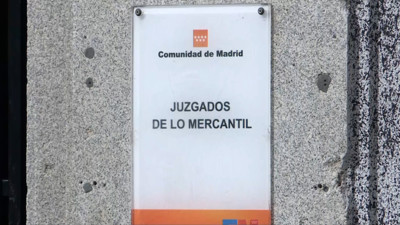 Comunidad de Madrid
JUZGADOS
DE LO MERCANTIL